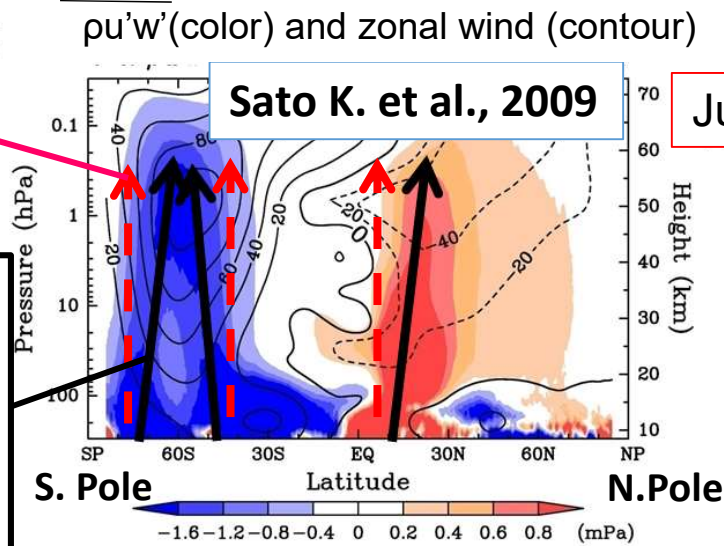 ρu'w'(color) and zonal wind (contour)
Sato K. et al., 2009
Ju
Pressure (hPa)
0.1
1
10
100
70
60
50
40
30
20
10
Height (km)
40
80
20
40
60
20
0
-20
-40
-20
SP 60S 30S EQ 30N 60N NP
S. Pole Latitude N.Pole
-1.6 -1.2 -0.8 -0.4 0 0.2 0.4 0.6 0.8 (mPa)